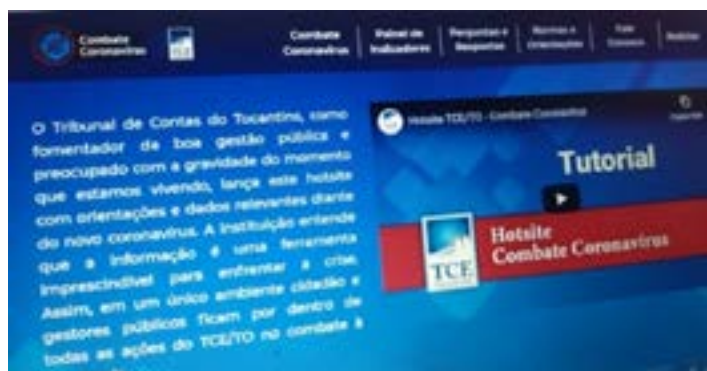 Combate
Coronavírus
Combate
Coronavírus
Painel de
Indicadores
Perguntas e
Respostas
Normas e
Orientações
Fale
Conosco
Notícias
O Tribunal de Contas do Tocantins, como
fomentador da boa gestão pública e
preocupado com a gravidade do momento
que estamos vivendo, lança este hotsite
com orientações e dados relevantes diante
do novo coronavírus. A Instituição entende
que a informação é uma ferramenta
imprescindível para enfrentar a crise.
Assim, em um único ambiente cidadão e
gestores públicos ficam por dentro de
todas as ações do TCE/TO no combate à
Hotsite TCE/TO - Combate Coronavírus
Tutorial
TCE
Hotsite
Combate Coronavírus